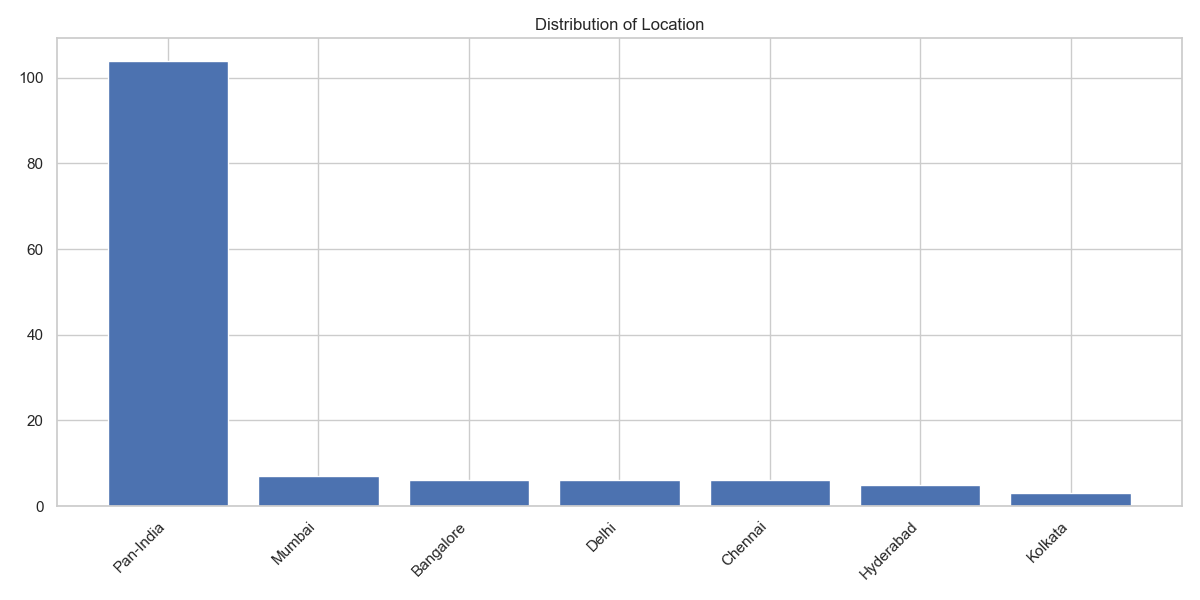 Distribution of Location
100
80
60
40
20
0
Pan-India
Mumbai
Bangalore
Delhi
Chennai
Hyderabad
Kolkata